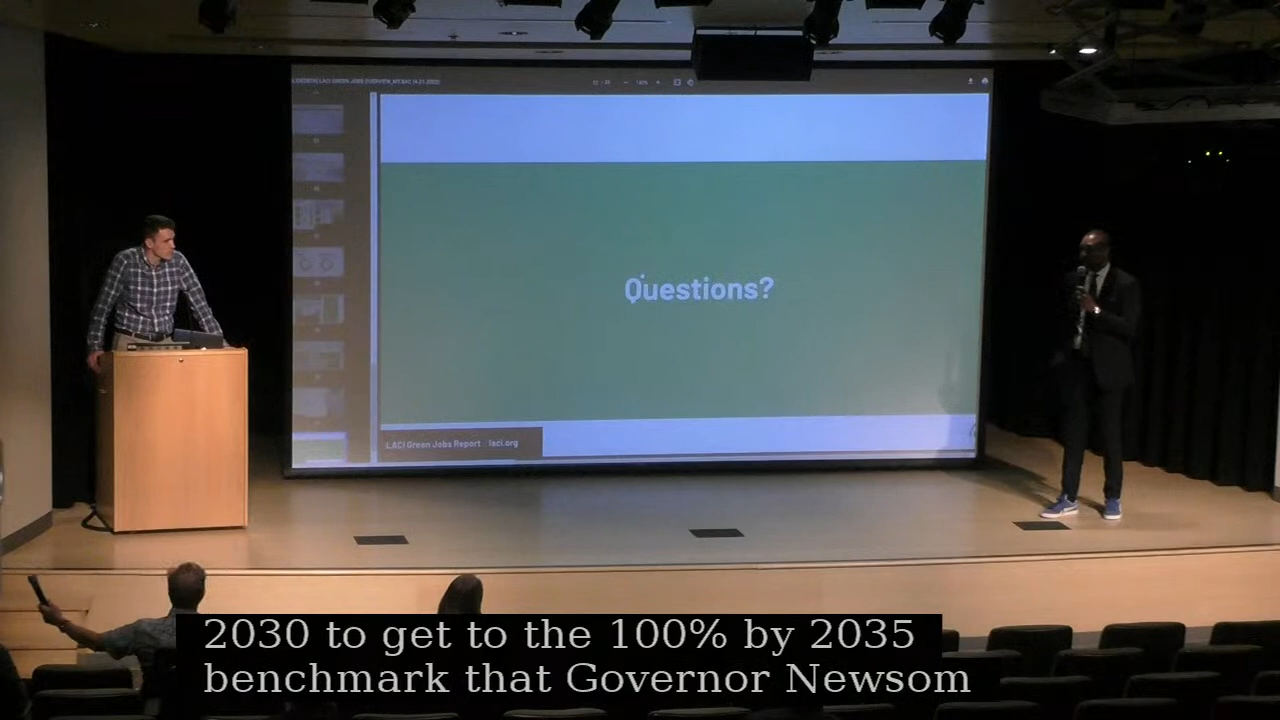 Questions?
LACI Green Jobs Report laci.org
2030 to get to the 100% by 2035
benchmark that Governor Newsom